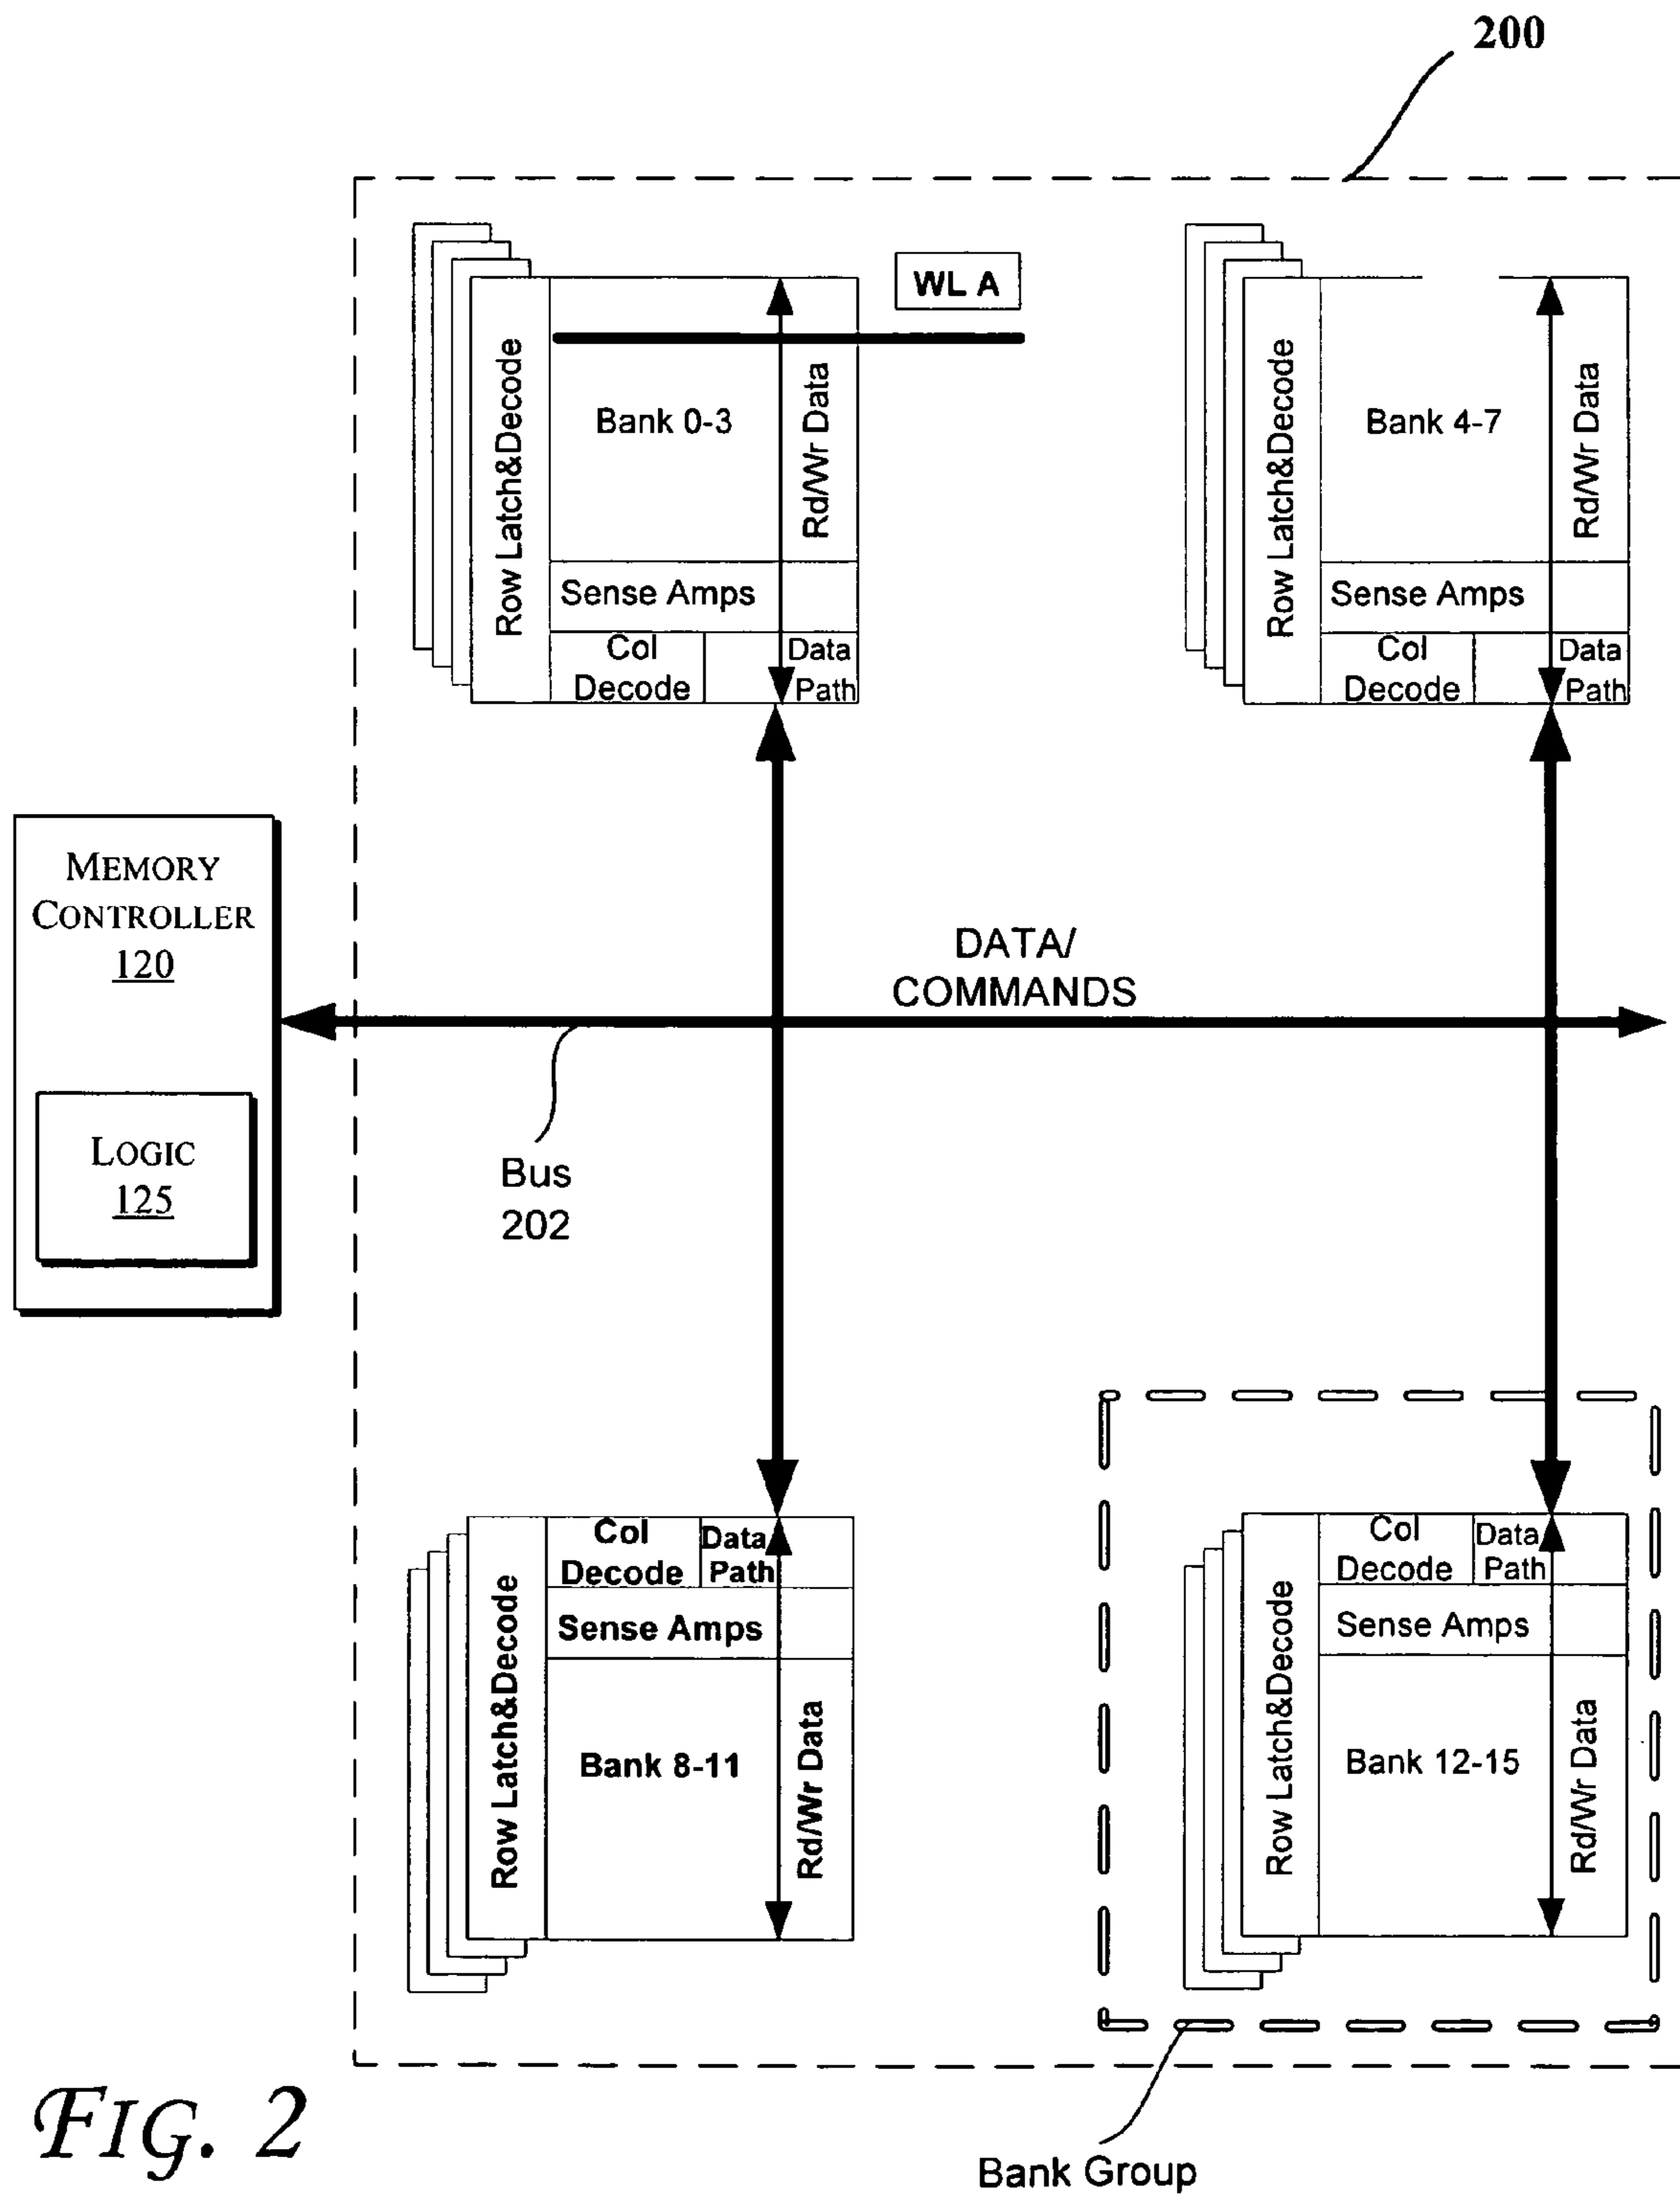 200
WL A
Row Latch&Decode
Bank 0-3
Rd/Wr Data
Sense Amps
Col
Decode
Data
Path
Row Latch&Decode
Bank 4-7
Rd/Wr Data
Sense Amps
Col
Decode
Data
Path
MEMORY
CONTROLLER
120
LOGIC
125
DATA/
COMMANDS
Bus
202
Col
Decode
Data
Path
Sense Amps
Row Latch&Decode
Bank 8-11
Rd/Wr Data
Col
Decode
Data
Path
Sense Amps
Row Latch&Decode
Bank 12-15
Rd/Wr Data
Bank Group
FIG. 2